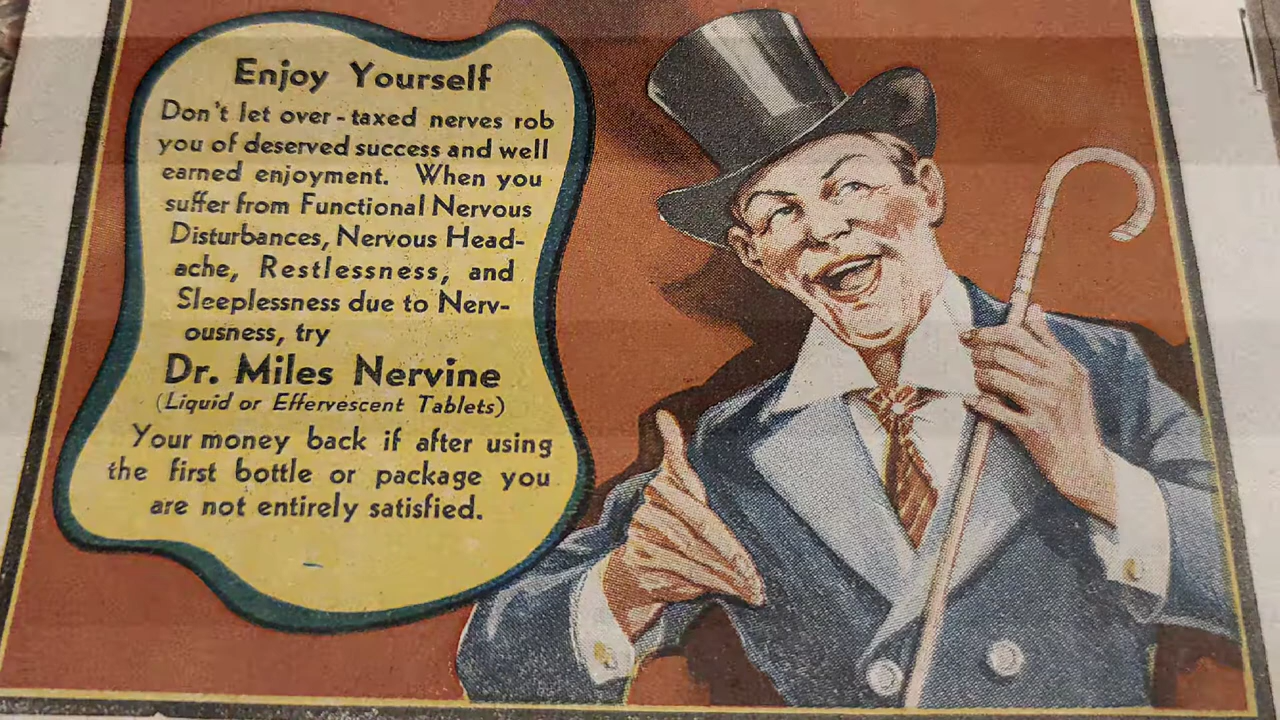 Enjoy Yourself
Don't let over-taxed nerves rob
you of deserved success and well
earned enjoyment. When you
suffer from Functional Nervous
Disturbances, Nervous Head-
ache, Restlessness, and
Sleeplessness due to Nerv-
ousness, try
Dr. Miles Nervine
(Liquid or Effervescent Tablets)
Your money back if after using
the first bottle or package you
are not entirely satisfied.